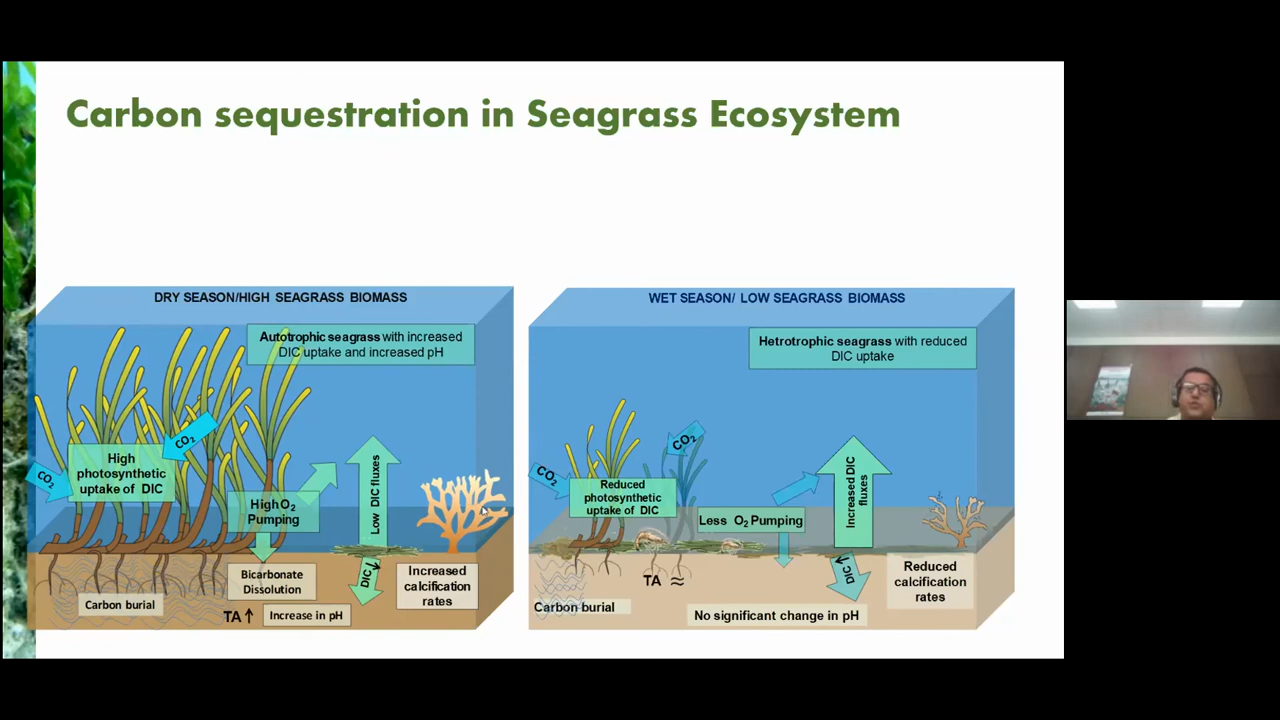 Carbon sequestration in Seagrass Ecosystem
DRY SEASON/HIGH SEAGRASS BIOMASS
Autotrophic seagrass with increased
DIC uptake and increased pH
CO2
CO2
High
photosynthetic
uptake of DIC
High O2
Pumping
Low DIC fluxes
DIC↑
Bicarbonate
Dissolution
Increased
calcification
rates
Carbon burial
TA↑
Increase in pH
WET SEASON/ LOW SEAGRASS BIOMASS
Hetrotrophic seagrass with reduced
DIC uptake
CO2
CO2
Reduced
photosynthetic
uptake of DIC
Less O2 Pumping
Increased DIC
fluxes
DIC↑
TA ≈
Reduced
calcification
rates
Carbon burial
No significant change in pH